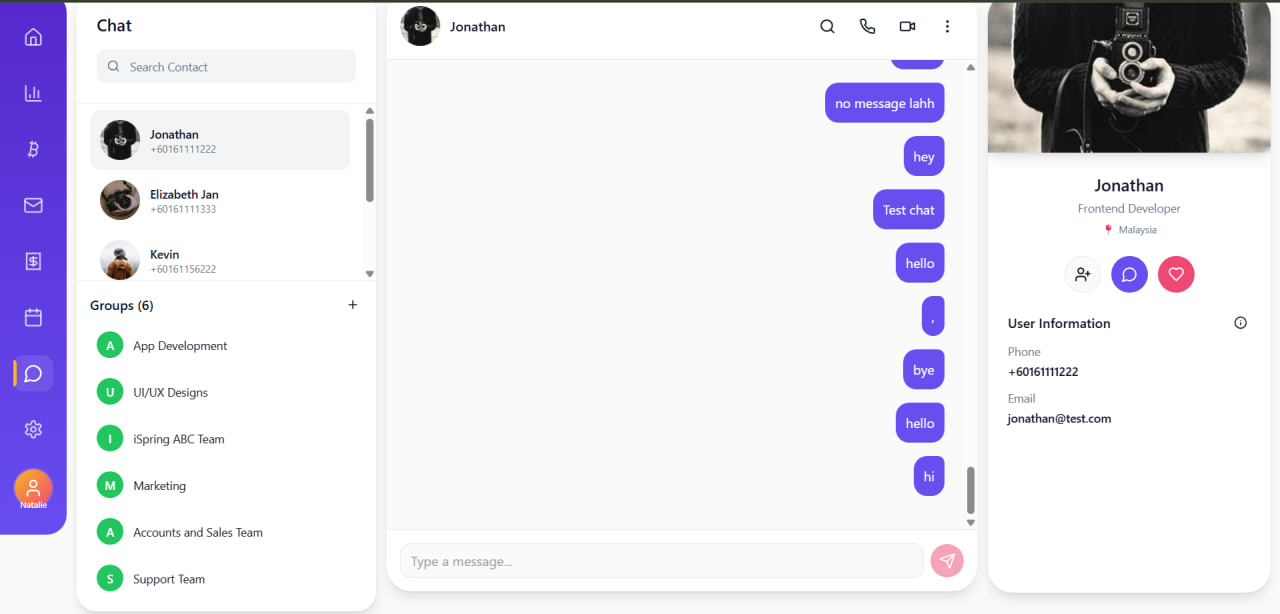 Natalie
Chat
Search Contact
Jonathan
+60161111222
Elizabeth Jan
+60161111333
Kevin
+60161156222
Groups (6)
+
A App Development
U UI/UX Designs
I iSpring ABC Team
M Marketing
A Accounts and Sales Team
S Support Team
Jonathan
no message lahh
hey
Test chat
hello
,
bye
hello
hi
Type a message...
Jonathan
Frontend Developer
Malaysia
User Information
Phone
+60161111222
Email
jonathan@test.com